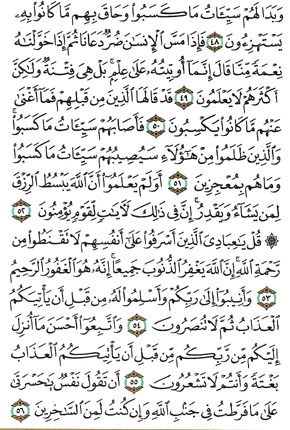 وَبَدَا لَهُمْ سَيِّـَٔاتُ مَا كَسَبُوا۟ وَحَاقَ بِهِم مَّا كَانُوا۟ بِهِۦ
يَسْتَهْزِءُونَ ٤٨ فَإِذَا مَسَّ ٱلْإِنسَٰنَ ضُرٌّ دَعَانَا ثُمَّ إِذَا خَوَّلْنَٰهُ
نِعْمَةً مِّنَّا قَالَ إِنَّمَآ أُوتِيتُهُۥ عَلَىٰ عِلْمٍۭ بَلْ هِىَ فِتْنَةٌ وَلَٰكِنَّ
أَكْثَرَهُمْ لَا يَعْلَمُونَ ٤٩ قَدْ قَالَهَا ٱلَّذِينَ مِن قَبْلِهِمْ فَمَآ أَغْنَىٰ
عَنْهُم مَّا كَانُوا۟ يَكْسِبُونَ ٥٠ فَأَصَابَهُمْ سَيِّـَٔاتُ مَا كَسَبُوا۟
وَٱلَّذِينَ ظَلَمُوا۟ مِنْ هَٰٓؤُلَآءِ سَيُصِيبُهُمْ سَيِّـَٔاتُ مَا كَسَبُوا۟
وَمَا هُم بِمُعْجِزِينَ ٥١ أَوَلَمْ يَعْلَمُوٓا۟ أَنَّ ٱللَّهَ يَبْسُطُ ٱلرِّزْقَ
لِمَن يَشَآءُ وَيَقْدِرُ إِنَّ فِى ذَٰلِكَ لَءَايَٰتٍ لِّقَوْمٍ يُؤْمِنُونَ ٥٢
۞ قُلْ يَٰعِبَادِىَ ٱلَّذِينَ أَسْرَفُوا۟ عَلَىٰٓ أَنفُسِهِمْ لَا تَقْنَطُوا۟ مِن
رَّحْمَةِ ٱللَّهِ إِنَّ ٱللَّهَ يَغْفِرُ ٱلذُّنُوبَ جَمِيعًا إِنَّهُۥ هُوَ ٱلْغَفُورُ ٱلرَّحِيمُ
٥٣ وَأَنِيبُوٓا۟ إِلَىٰ رَبِّكُمْ وَأَسْلِمُوا۟ لَهُۥ مِن قَبْلِ أَن يَأْتِيَكُمُ
ٱلْعَذَابُ ثُمَّ لَا تُنصَرُونَ ٥٤ وَٱتَّبِعُوٓا۟ أَحْسَنَ مَآ أُنزِلَ
إِلَيْكُم مِّن رَّبِّكُم مِّن قَبْلِ أَن يَأْتِيَكُمُ ٱلْعَذَابُ
بَغْتَةً وَأَنتُمْ لَا تَشْعُرُونَ ٥٥ أَن تَقُولَ نَفْسٌ يَٰحَسْرَتَىٰ
عَلَىٰ مَا فَرَّطتُ فِى جَنۢبِ ٱللَّهِ وَإِن كُنتُ لَمِنَ ٱلسَّٰخِرِينَ ٥٦